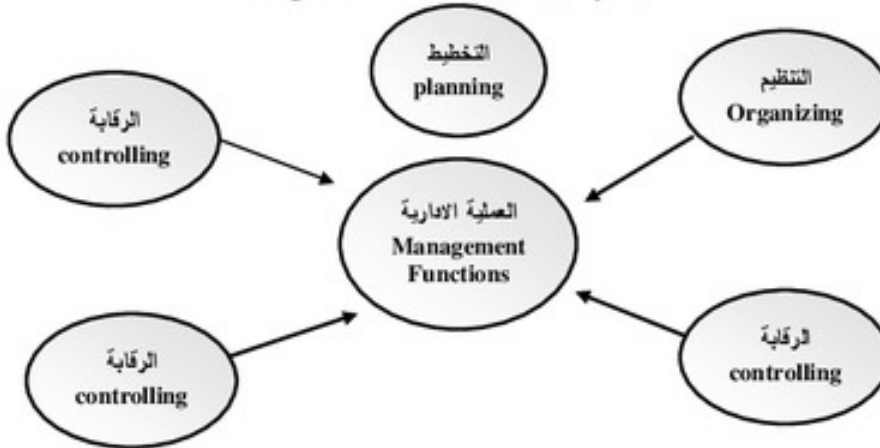 التخطيط
planning
التنظيم
Organizing
الرقابة
controlling
العملية الادارية
Management
Functions
الرقابة
controlling
الرقابة
controlling